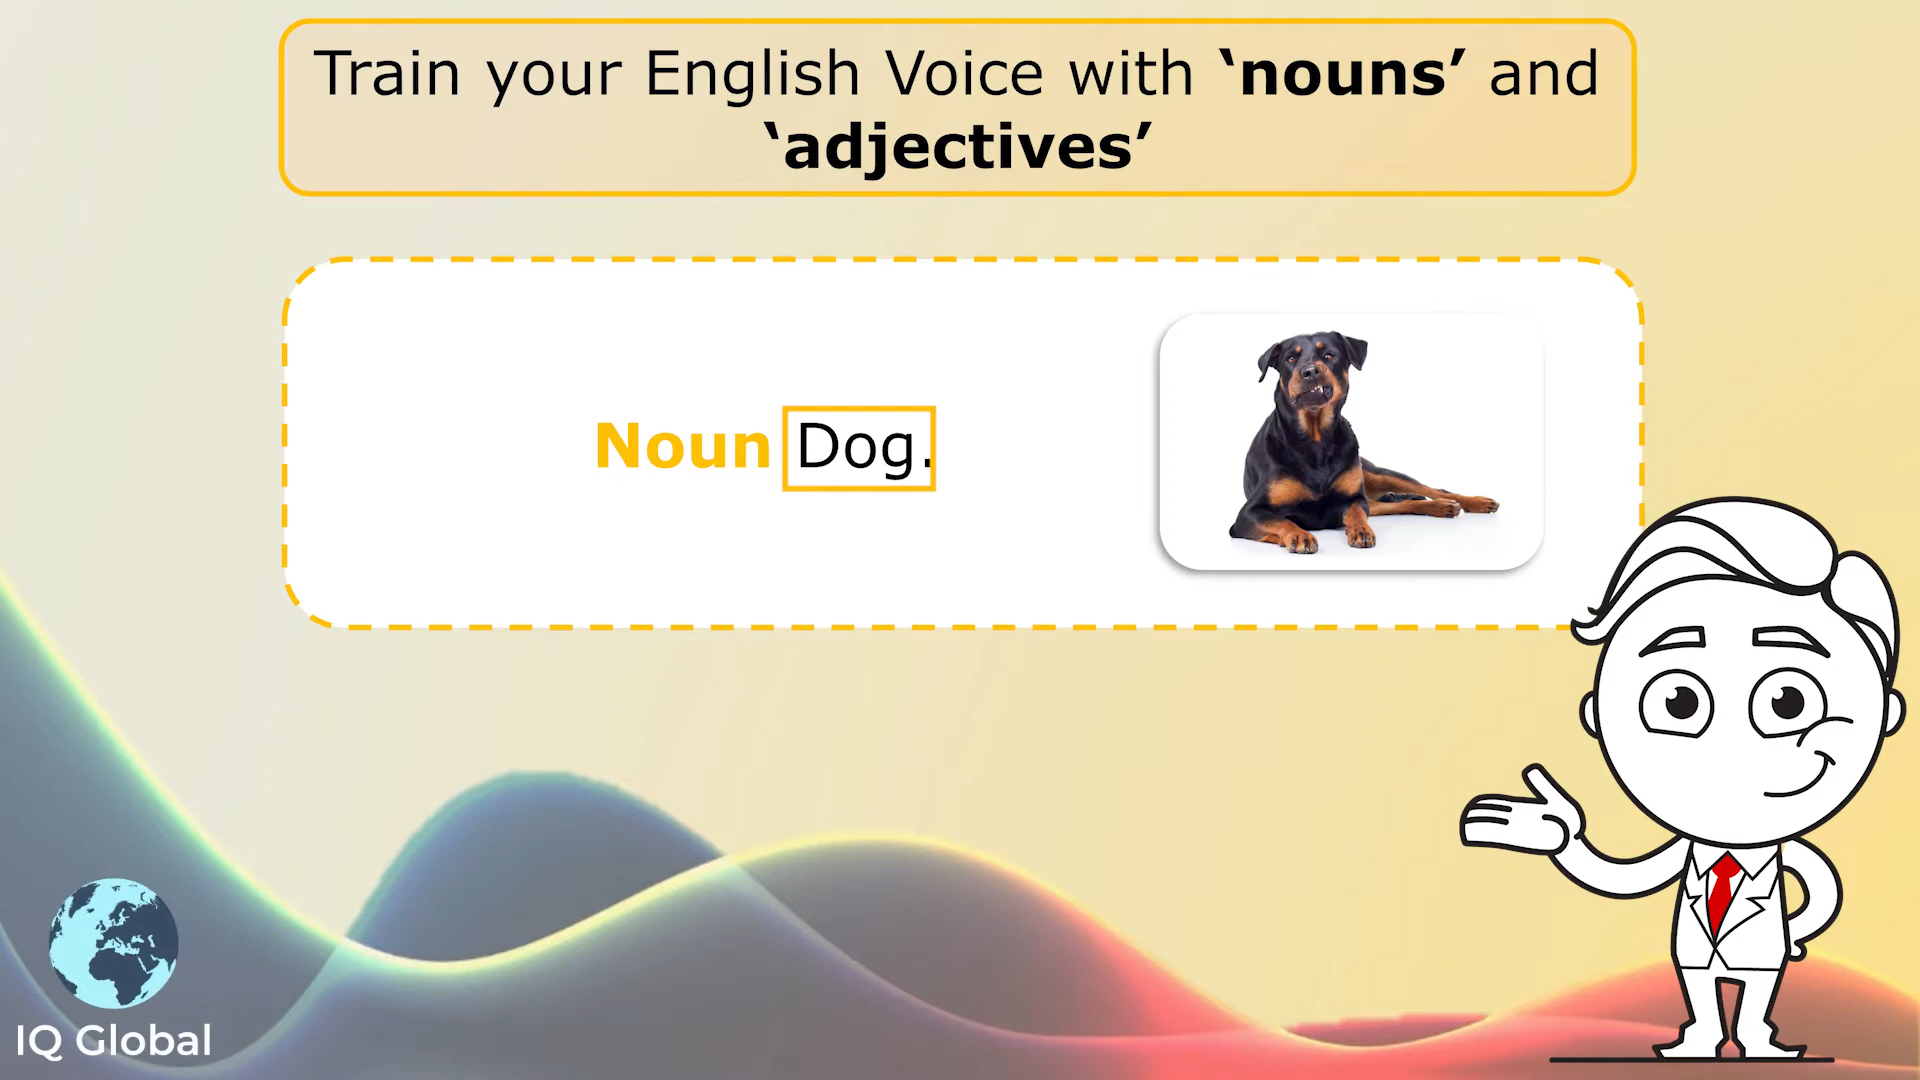 Train your English Voice with ‘nouns’ and
‘adjectives’
Noun Dog.
IQ Global